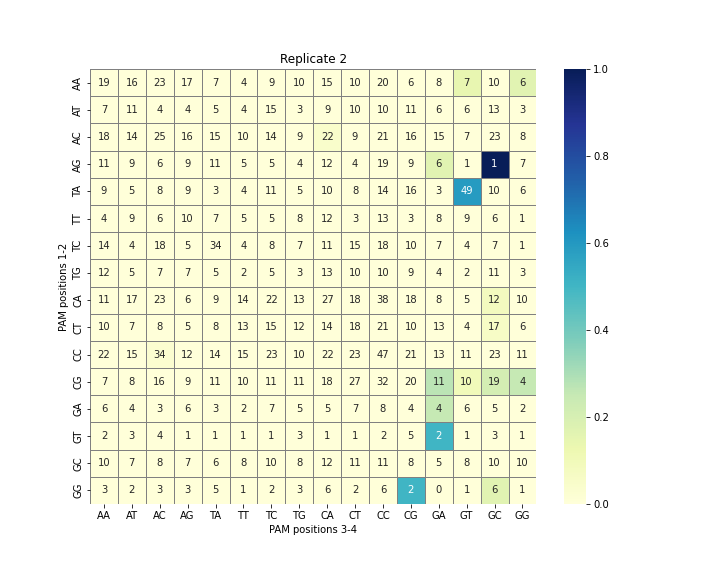 Replicate 2
AA 19 16 23 17 7 4 9 10 15 10 20 6 8 7 10 6
AT 7 11 4 4 5 4 15 3 9 10 10 11 6 6 13 3
AC 18 14 25 16 15 10 14 9 22 9 21 16 15 7 23 8
AG 11 9 6 9 11 5 5 4 12 4 19 9 6 1 1 7
TA 9 5 8 9 3 4 11 5 10 8 14 16 3 49 10 6
TT 4 9 6 10 7 5 5 8 12 3 13 3 8 9 6 1
TC 14 4 18 5 34 4 8 7 11 15 18 10 7 4 7 1
TG 12 5 7 7 5 2 5 3 13 10 10 9 4 2 11 3
CA 11 17 23 6 9 14 22 13 27 18 38 18 8 5 12 10
CT 10 7 8 5 8 13 15 12 14 18 21 10 13 4 17 6
CC 22 15 34 12 14 15 23 10 22 23 47 21 13 11 23 11
CG 7 8 16 9 11 10 11 11 18 27 32 20 11 10 19 4
GA 6 4 3 6 3 2 7 5 5 7 8 4 4 6 5 2
GT 2 3 4 1 1 1 1 3 1 1 2 5 2 1 3 1
GC 10 7 8 7 6 8 10 8 12 11 11 8 5 8 10 10
GG 3 2 3 3 5 1 2 3 6 2 6 2 0 1 6 1
AA AT AC AG TA TT TC TG CA CT CC CG GA GT GC GG
PAM positions 3-4
PAM positions 1-2
1.0
0.8
0.6
0.4
0.2
0.0